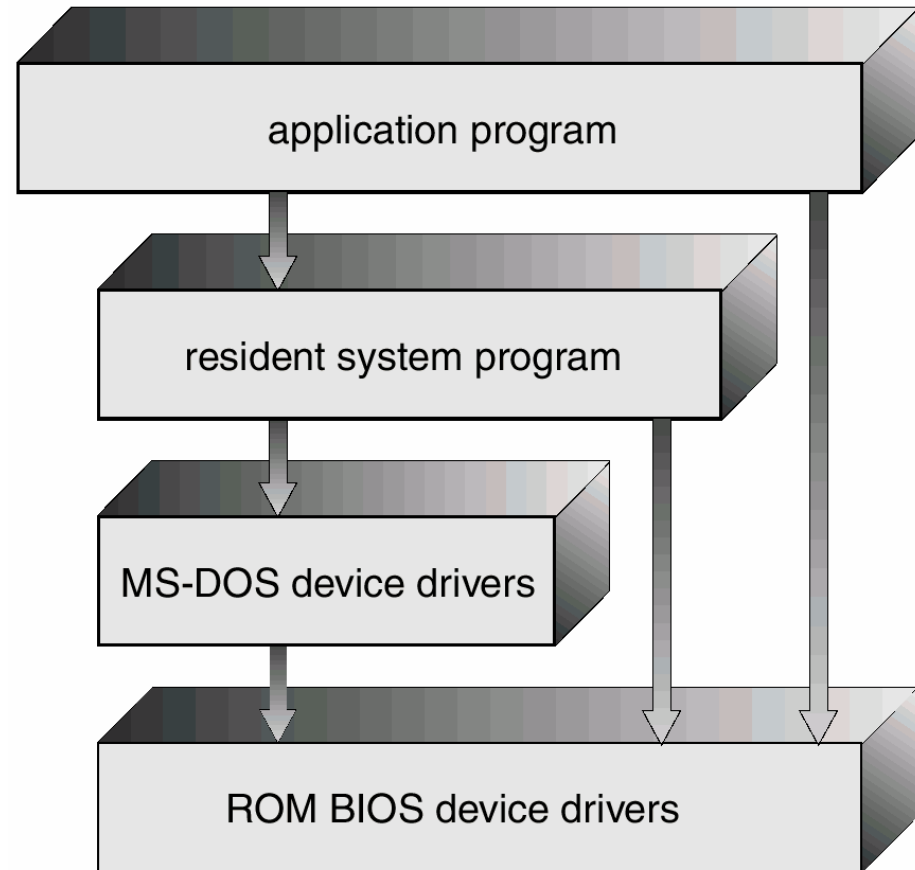 application program
resident system program
MS-DOS device drivers
ROM BIOS device drivers